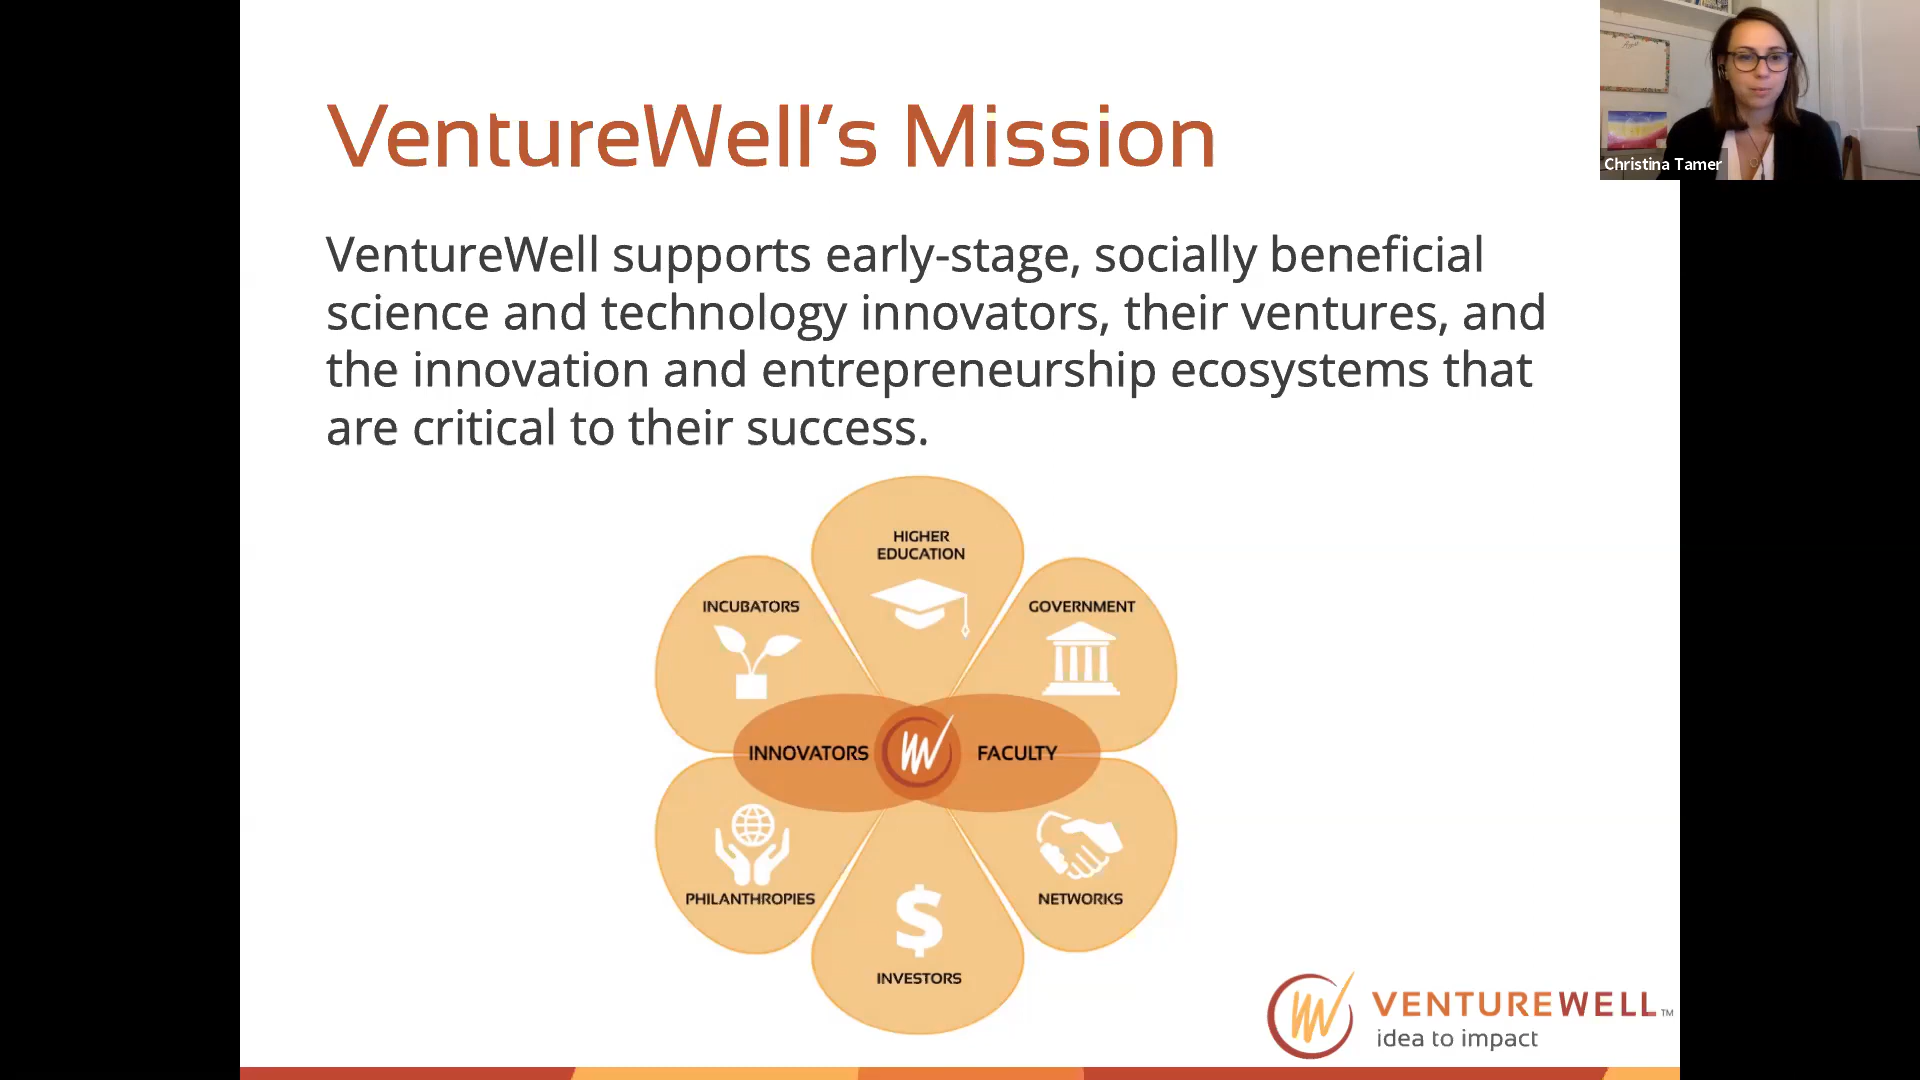 VentureWell's Mission
Christina Tamer
VentureWell supports early-stage, socially beneficial
science and technology innovators, their ventures, and
the innovation and entrepreneurship ecosystems that
are critical to their success.
HIGHER
EDUCATION
INCUBATORS
GOVERNMENT
INNOVATORS
FACULTY
PHILANTHROPIES
NETWORKS
$
INVESTORS
VENTUREWELL™
idea to impact